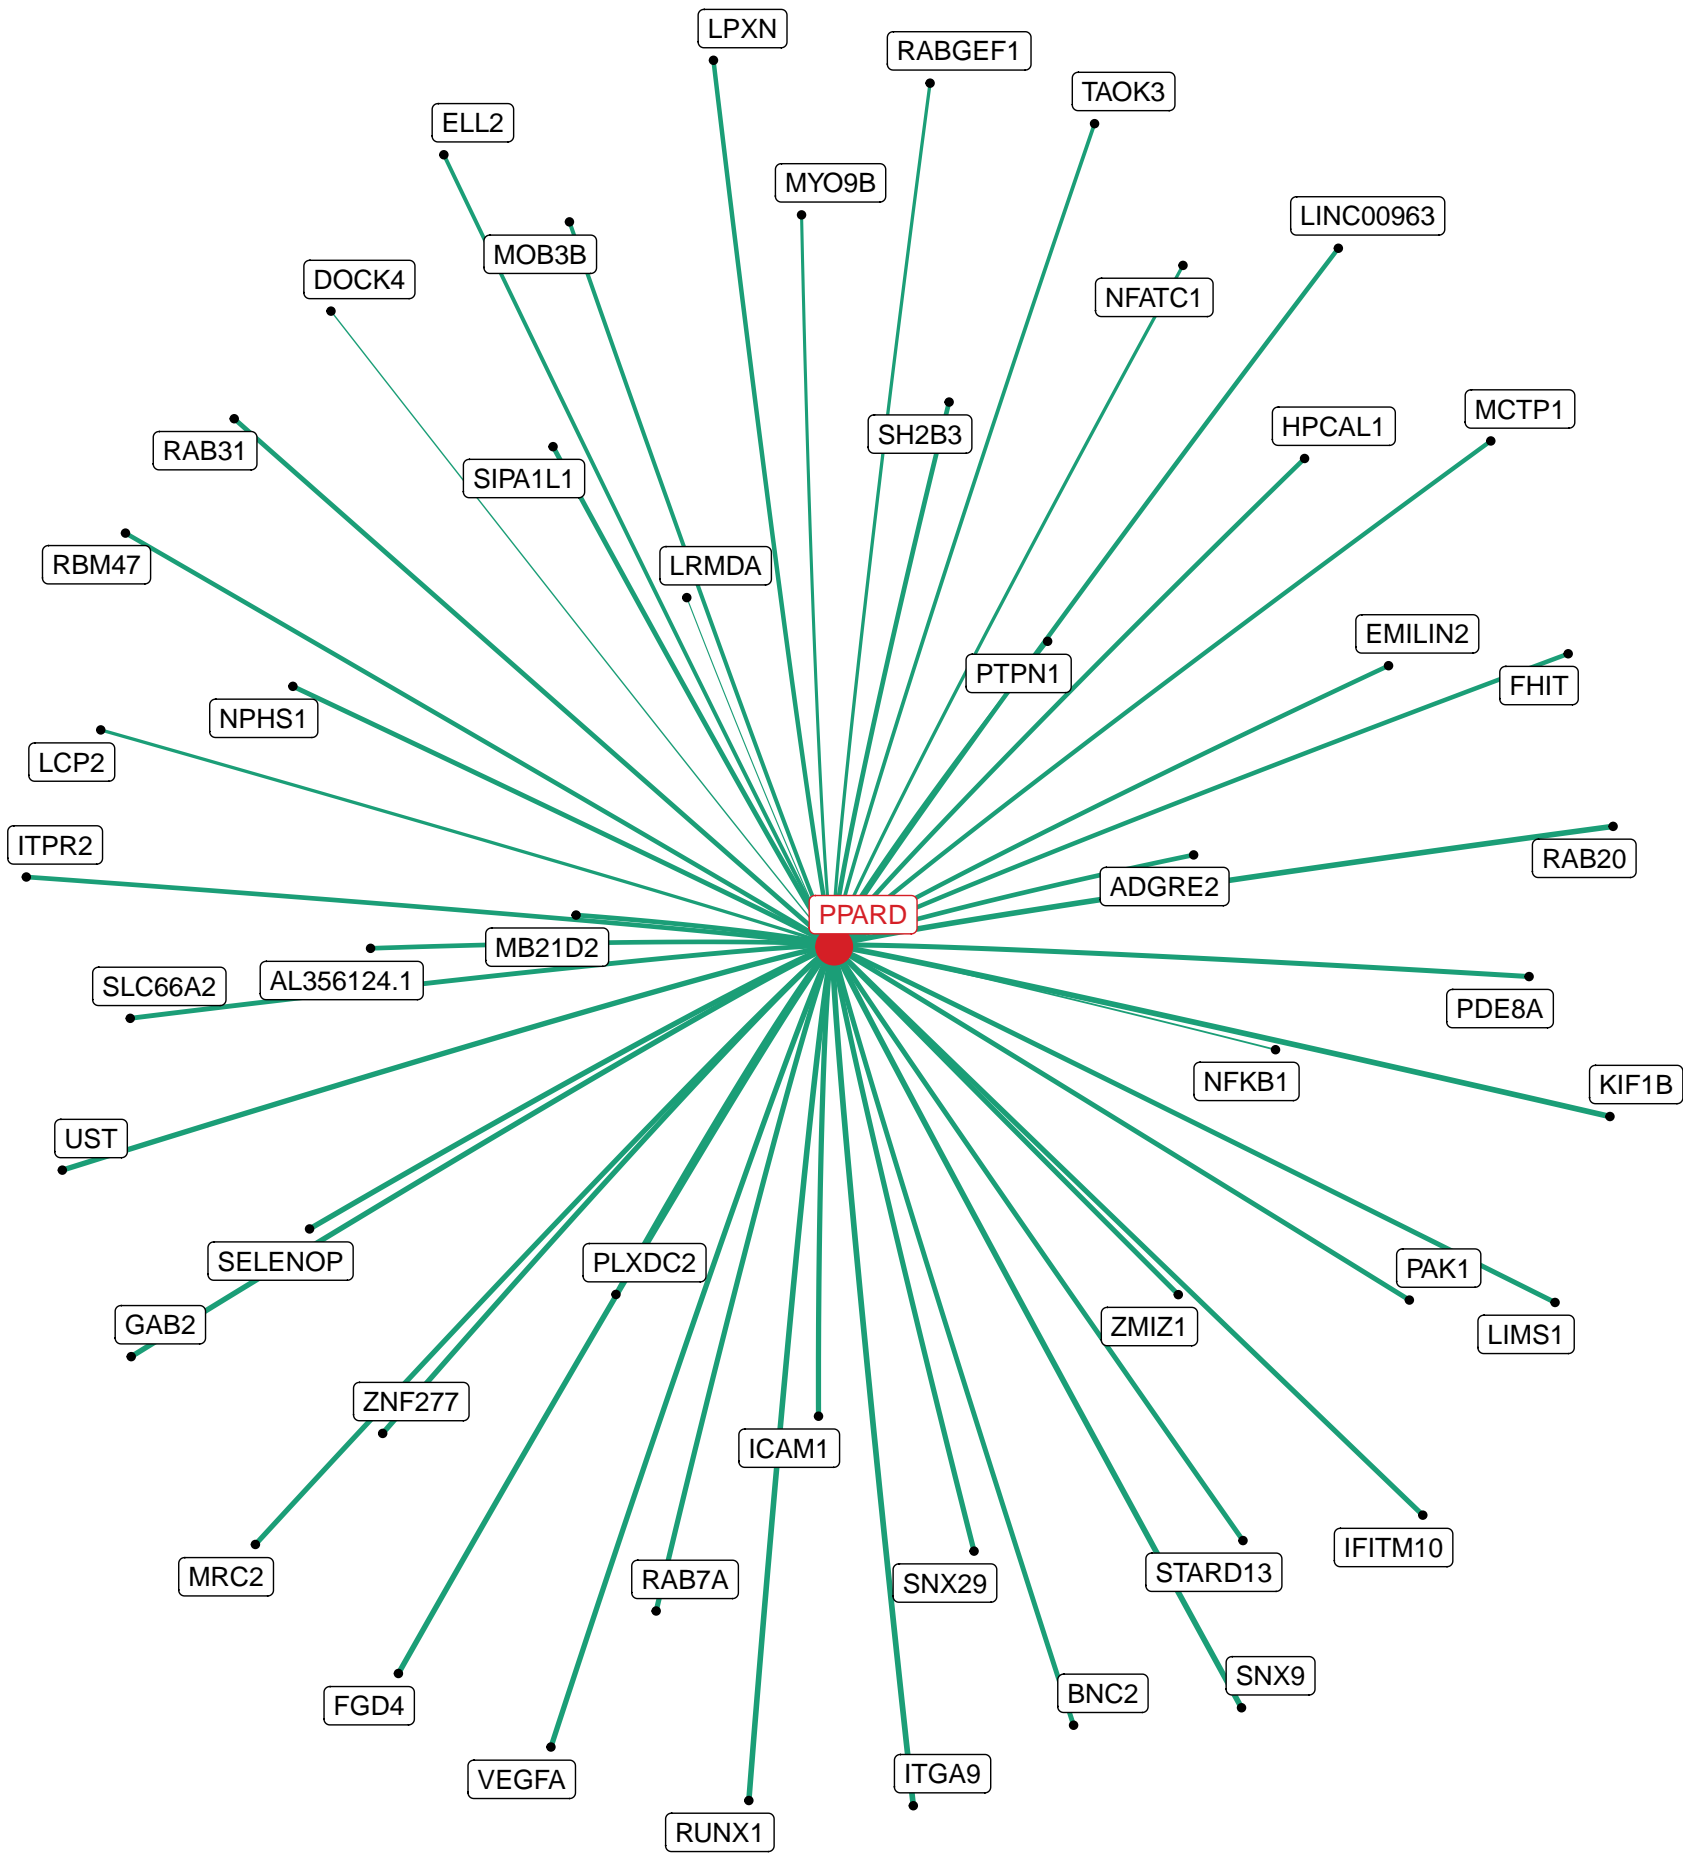 LPXN
RABGEF1
TAOK3
ELL2
MYO9B
LINC00963
MOB3B
DOCK4
NFATC1
MCTP1
HPCAL1
SH2B3
RAB31
SIPA1L1
RBM47
LRMDA
EMILIN2
PTPN1
FHIT
NPHS1
LCP2
ITPR2
RAB20
ADGRE2
PPARD
MB21D2
AL356124.1
SLC66A2
PDE8A
NFKB1
KIF1B
UST
SELENOP
PLXDC2
PAK1
GAB2
ZMIZ1
LIMS1
ZNF277
ICAM1
IFITM10
STARD13
MRC2
RAB7A
SNX29
SNX9
BNC2
FGD4
ITGA9
VEGFA
RUNX1